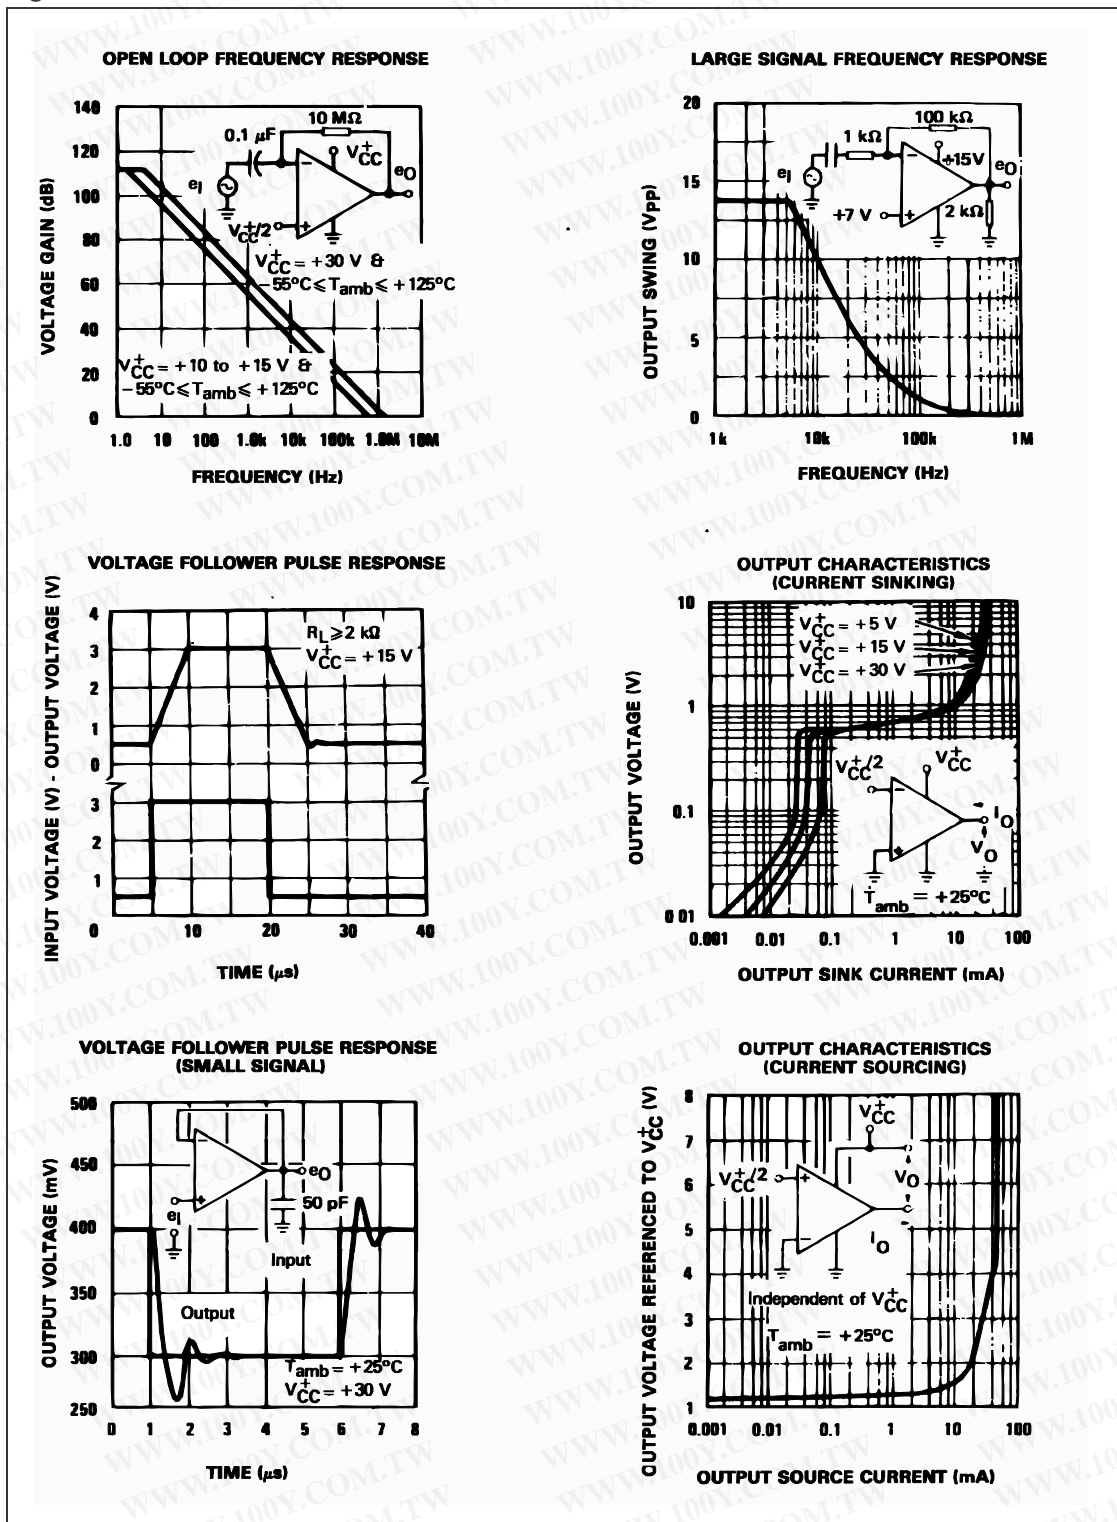 OPEN LOOP FREQUENCY RESPONSE
VOLTAGE GAIN (dB)
140
120
100
80
60
40
20
0
10 MΩ
0.1 μF
V+CC
eI
eO
V+CC/2
V+CC = +30 V &
-55°C ≤ Tamb ≤ +125°C
V+CC = +10 to +15 V &
-55°C ≤ Tamb ≤ +125°C
1.0 10 100 1.0k 10k 100k 1.0M 10M
FREQUENCY (Hz)
LARGE SIGNAL FREQUENCY RESPONSE
OUTPUT SWING (VPP)
20
15
10
5
0
100 kΩ
1 kΩ
+15V
eI
eO
+7 V
2 kΩ
1k 10k 100k 1M
FREQUENCY (Hz)
VOLTAGE FOLLOWER PULSE RESPONSE
INPUT VOLTAGE (V) - OUTPUT VOLTAGE (V)
4
3
2
1
0
3
2
1
RL ≥ 2 kΩ
V+CC = +15 V
0 10 20 30 40
TIME (μs)
OUTPUT CHARACTERISTICS
(CURRENT SINKING)
OUTPUT VOLTAGE (V)
10
1
0.1
0 01
V+CC = +5 V
V+CC = +15 V
V+CC = +30 V
V+CC/2
V+CC
IO
VO
Tamb = +25°C
0.001 0.01 0.1 1 10 100
OUTPUT SINK CURRENT (mA)
VOLTAGE FOLLOWER PULSE RESPONSE
(SMALL SIGNAL)
OUTPUT VOLTAGE (mV)
500
450
400
350
300
250
eO
50 pF
eI
Input
Output
Tamb = +25°C
V+CC = +30 V
0 1 2 3 4 5 6 7 8
TIME (μs)
OUTPUT CHARACTERISTICS
(CURRENT SOURCING)
OUTPUT VOLTAGE REFERENCED TO V+CC (V)
8
7
6
5
4
3
2
1
V+CC
V+CC/2
VO
IO
Independent of V+CC
Tamb = +25°C
0.001 0.01 0.1 1 10 100
OUTPUT SOURCE CURRENT (mA)
WWW.100Y.COM.TW